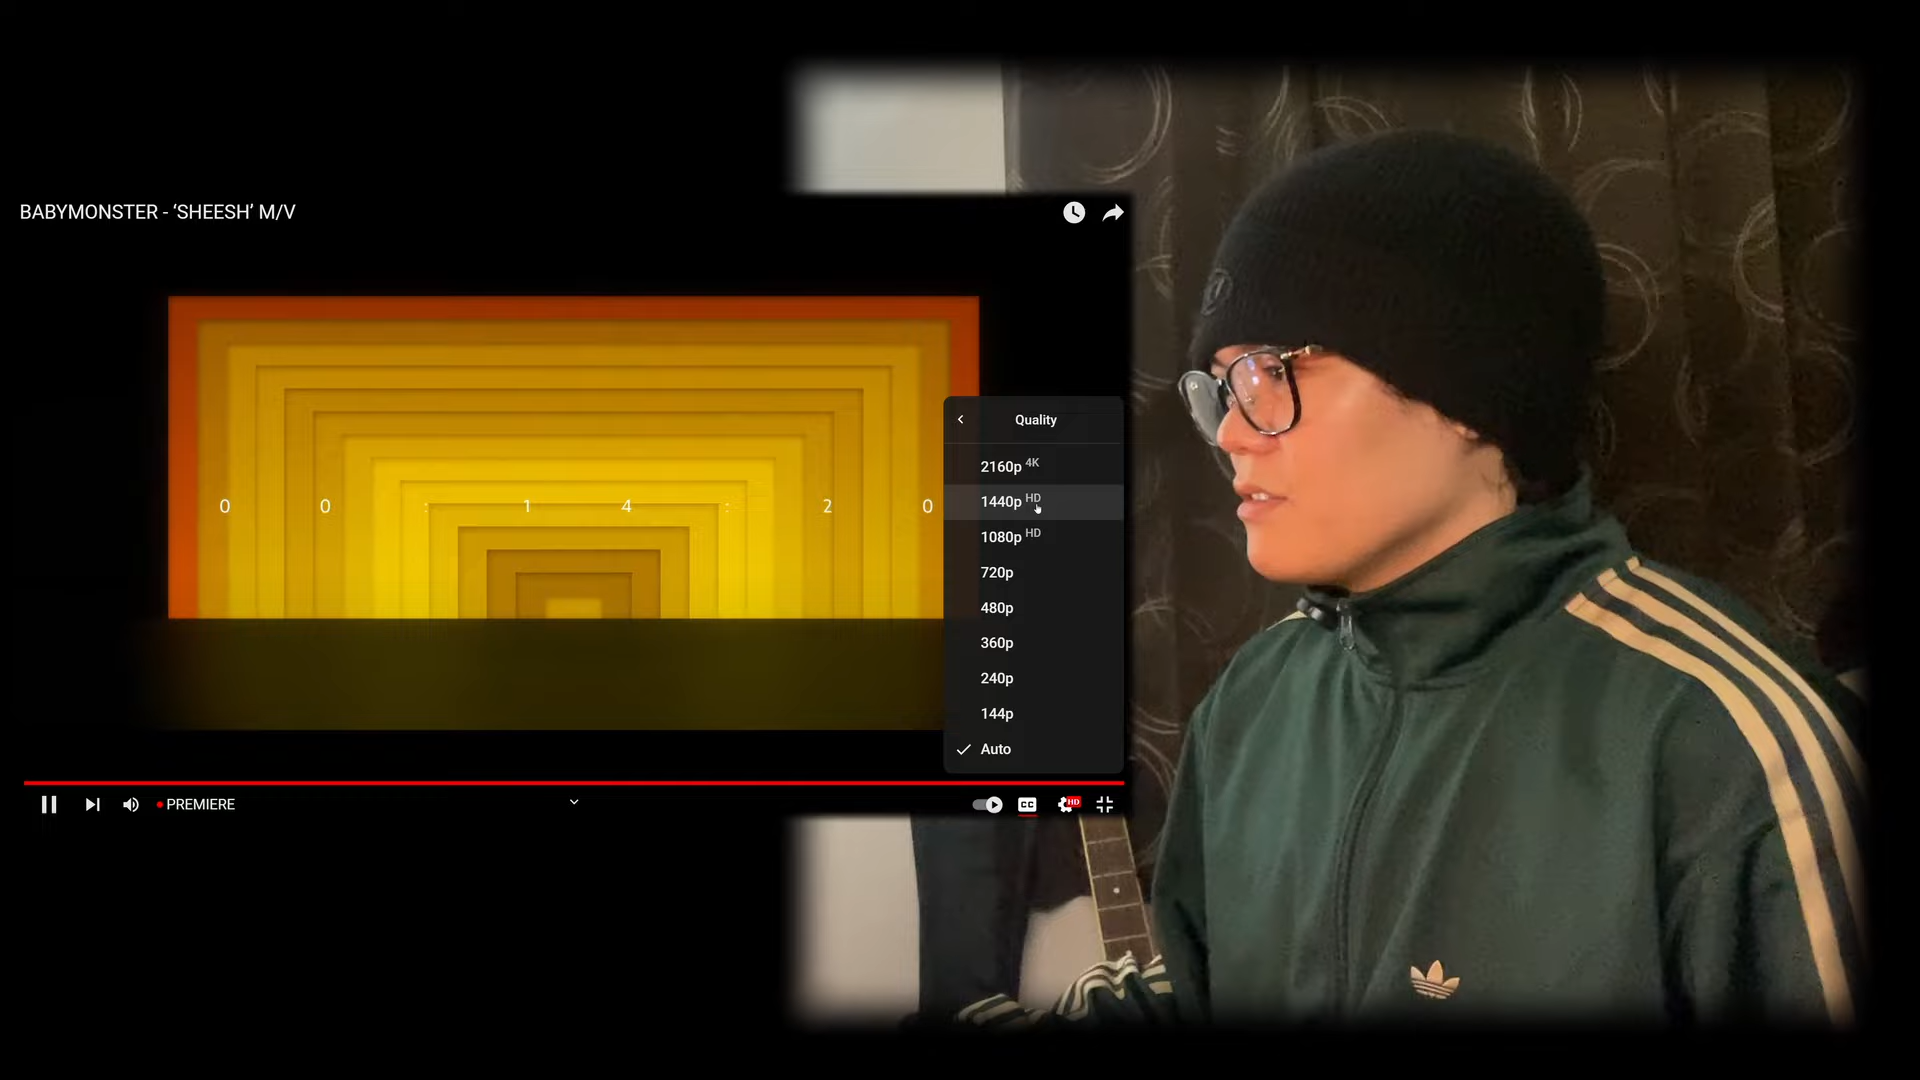 BABYMONSTER - ‘SHEESH’ M/V
0 0 : 1 4 : 2 0
Quality
2160p 4K
1440p HD
1080p HD
720p
480p
360p
240p
144p
Auto
PREMIERE
CC
HD